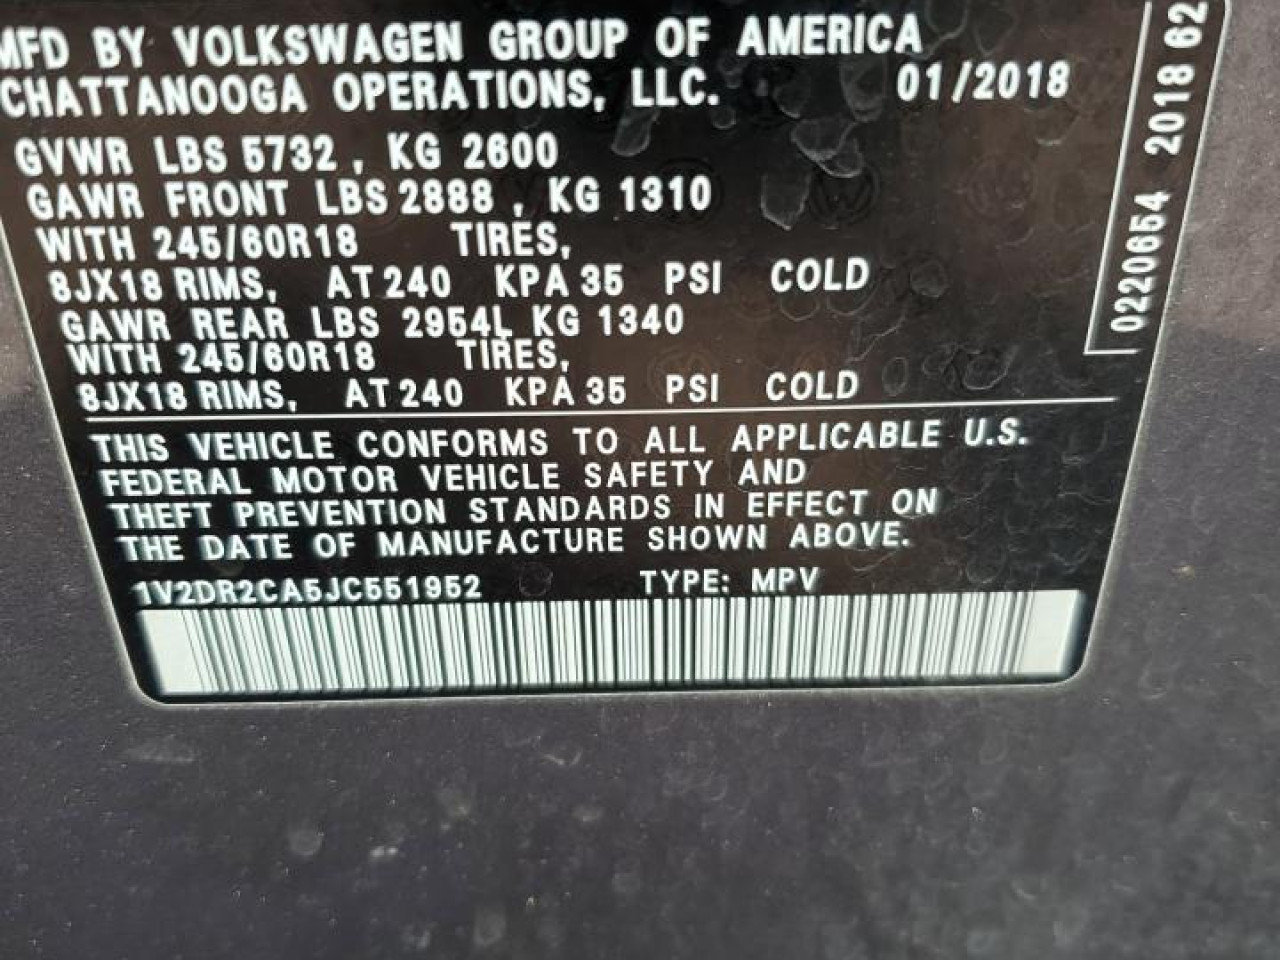 MFD BY VOLKSWAGEN GROUP OF AMERICA
CHATTANOOGA OPERATIONS, LLC. 01/2018
GVWR LBS 5732, KG 2600
GAWR FRONT LBS 2888, KG 1310
WITH 245/60R18 TIRES,
8JX18 RIMS, AT 240 KPA 35 PSI COLD
GAWR REAR LBS 2954, KG 1340
WITH 245/60R18 TIRES,
8JX18 RIMS, AT 240 KPA 35 PSI COLD
THIS VEHICLE CONFORMS TO ALL APPLICABLE U.S.
FEDERAL MOTOR VEHICLE SAFETY AND
THEFT PREVENTION STANDARDS IN EFFECT ON
THE DATE OF MANUFACTURE SHOWN ABOVE.
1V2DR2CA5JC551952 TYPE: MPV
0220654 2018 62